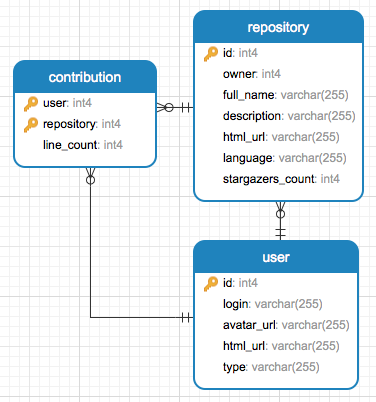 repository
id: int4
owner: int4
full_name: varchar(255)
description: varchar(255)
html_url: varchar(255)
language: varchar(255)
stargazers_count: int4
contribution
user: int4
repository: int4
line_count: int4
user
id: int4
login: varchar(255)
avatar_url: varchar(255)
html_url: varchar(255)
type: varchar(255)